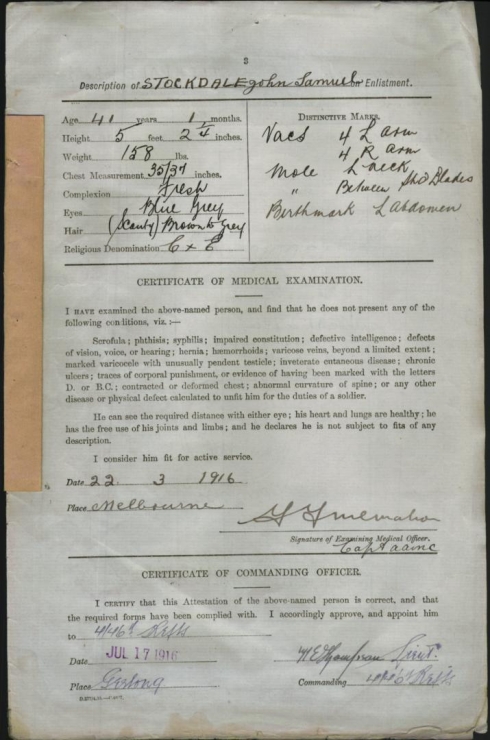 3
Description of STOCKDALE John Samuel on Enlistment.
Age 41 years 1 months.
Height 5 feet 2 1/4 inches.
Weight 158 lbs.
Chest Measurement 35/37 inches.
Complexion Fresh
Eyes Blue Grey
Hair (Scanty) Brown to Grey
Religious Denomination C of E
DISTINCTIVE MARKS.
Vacs 4 L arm
4 R arm
Mole L neck
" Between Shd Blades
Birthmark L Abdomen
CERTIFICATE OF MEDICAL EXAMINATION.
I HAVE examined the above-named person, and find that he does not present any of the
following conditions, viz. :—
Scrofula; phthisis; syphilis; impaired constitution; defective intelligence; defects
of vision, voice, or hearing; hernia; hæmorrhoids; varicose veins, beyond a limited extent;
marked varicocele with unusually pendent testicle; inveterate cutaneous disease; chronic
ulcers; traces of corporal punishment, or evidence of having been marked with the letters
D. or B.C.; contracted or deformed chest; abnormal curvature of spine; or any other
disease or physical defect calculated to unfit him for the duties of a soldier.
He can see the required distance with either eye; his heart and lungs are healthy; he
has the free use of his joints and limbs; and he declares he is not subject to fits of any
description.
I consider him fit for active service.
Date 22 3 1916
Place Melbourne
Signature of Examining Medical Officer.
Capt aamc
CERTIFICATE OF COMMANDING OFFICER.
I CERTIFY that this Attestation of the above-named person is correct, and that
the required forms have been complied with. I accordingly approve, and appoint him
to 4/46th Rfts
Date JUL 17 1916
Lieut.
Place Geelong
Commanding 4/46 Rfts